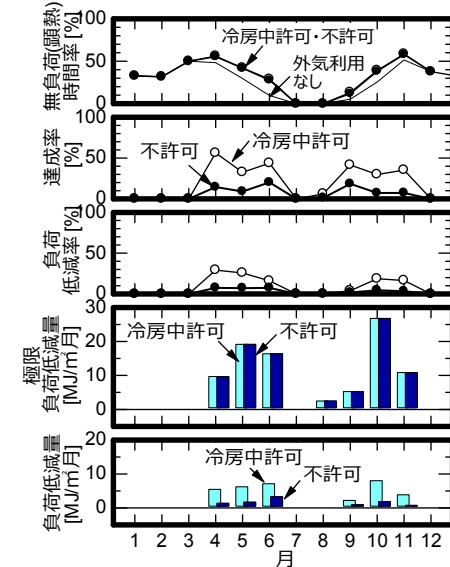 無負荷(顕熱)
時間率 [%]
100
50
0
冷房中許可・不許可
外気利用
なし
達成率
[%]
100
50
0
不許可
冷房中許可
負荷
低減率 [%]
100
50
0
極限
負荷低減量
[MJ/㎡月]
30
20
10
0
冷房中許可
不許可
負荷低減量
[MJ/㎡月]
20
10
0
冷房中許可
不許可
1 2 3 4 5 6 7 8 9 10 11 12
月